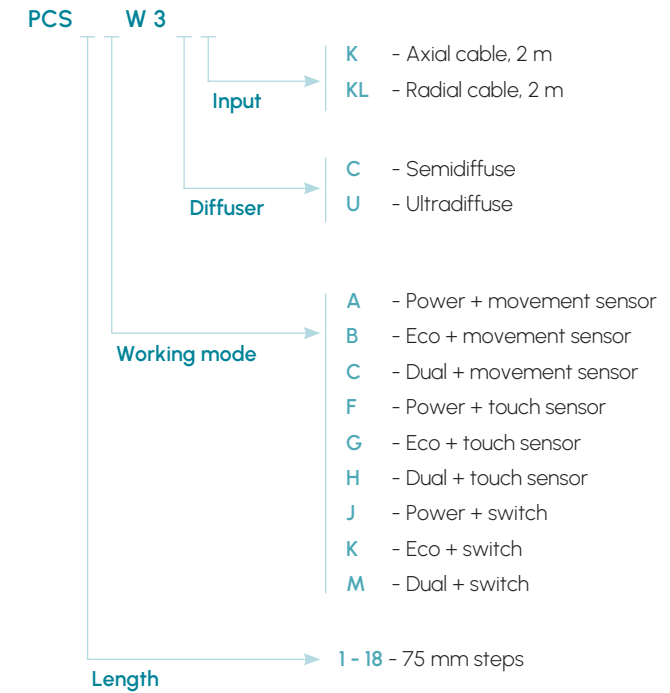 PCS W 3
K - Axial cable, 2 m
KL - Radial cable, 2 m
Input
C - Semidiffuse
U - Ultradiffuse
Diffuser
A - Power + movement sensor
B - Eco + movement sensor
C - Dual + movement sensor
F - Power + touch sensor
G - Eco + touch sensor
H - Dual + touch sensor
J - Power + switch
K - Eco + switch
M - Dual + switch
Working mode
1 - 18 - 75 mm steps
Length